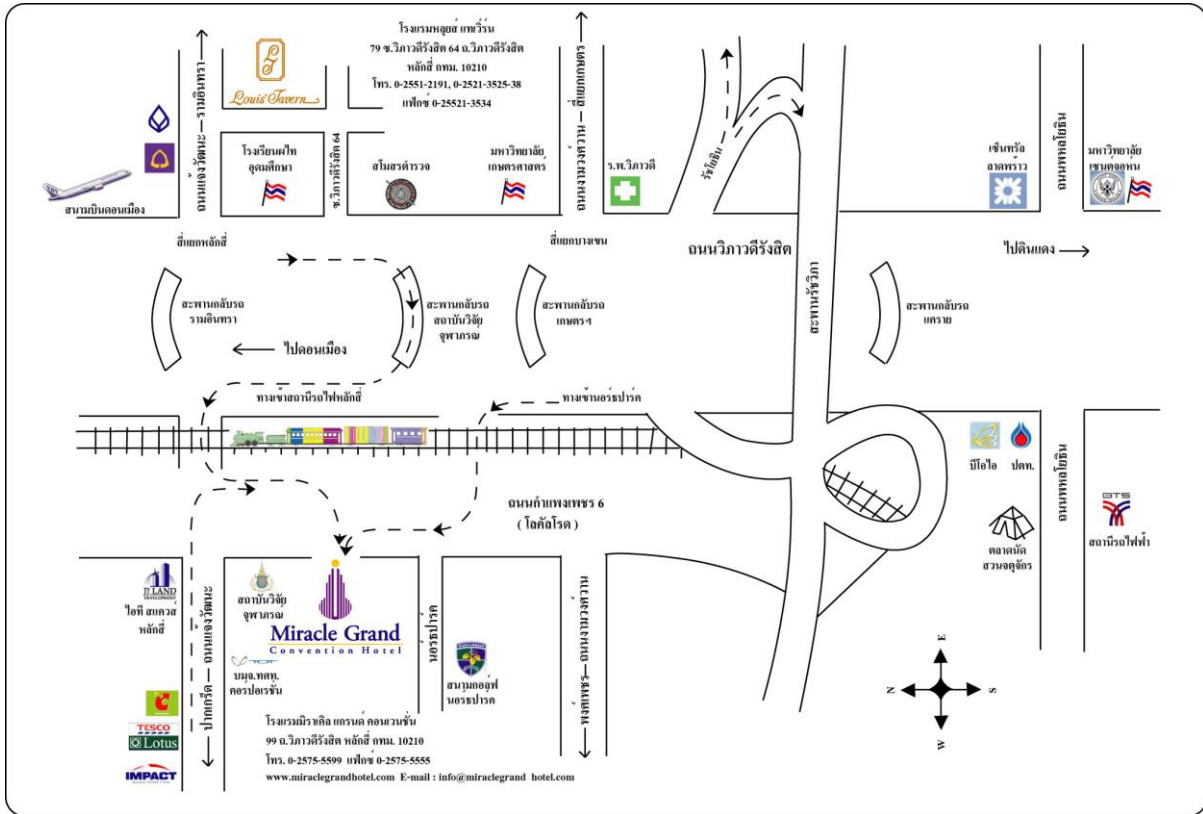 โรงแรมหลุยส์ แทเวิร์น
79 ซ.วิภาวดีรังสิต 64 ถ.วิภาวดีรังสิต
หลักสี่ กทม. 10210
โทร. 0-2551-2191, 0-2521-3525-38
แฟ็กซ์ 0-25521-3534
Louis' Tavern
ถนนแจ้งวัฒนะ – รามอินทรา
สนามบินดอนเมือง
โรงเรียนผไท
อุดมศึกษา
ซ.วิภาวดีรังสิต 64
สโมสรตำรวจ
มหาวิทยาลัย
เกษตรศาสตร์
ร.พ.วิภาวดี
รัชโยธิน
เซ็นทรัล
ลาดพร้าว
ถนนพหลโยธิน
มหาวิทยาลัย
เซนต์จอห์น
สี่แยกหลักสี่
สี่แยกบางเขน
ถนนวิภาวดีรังสิต
ไปดินแดง
สะพานกลับรถ
รามอินทรา
สะพานกลับรถ
สถาบันวิจัย
จุฬาภรณ์
สะพานกลับรถ
เกษตรฯ
สะพานรัชวิภา
สะพานกลับรถ
แคราย
ไปดอนเมือง
ทางเข้าสถานีรถไฟหลักสี่
ทางเข้านอร์ธปาร์ค
บีโอไอ
ปตท.
ถนนพหลโยธิน
BTS
สถานีรถไฟฟ้า
ตลาดนัด
สวนจตุจักร
ถนนกำแพงเพชร 6
( โลคัลโรด )
JJ LAND
DEVELOPMENT
ไอที สแควส์
หลักสี่
ปากเกร็ด – ถนนแจ้งวัฒนะ
สถาบันวิจัย
จุฬาภรณ์
Miracle Grand
Convention Hotel
บมจ.ทศท.
คอรปอเรชั่น
นอร์ธปาร์ค
สนามกอล์ฟ
นอร์ธปาร์ค
พงศ์เพชร – ถนนงามวงศ์วาน
TESCO
Lotus
IMPACT
โรงแรมมิราเคิล แกรนด์ คอนเวนชั่น
99 ถ.วิภาวดีรังสิต หลักสี่ กทม. 10210
โทร. 0-2575-5599 แฟ็กซ์ 0-2575-5555
www.miraclegrandhotel.com E-mail : info@miraclegrand hotel.com
E
N
S
W